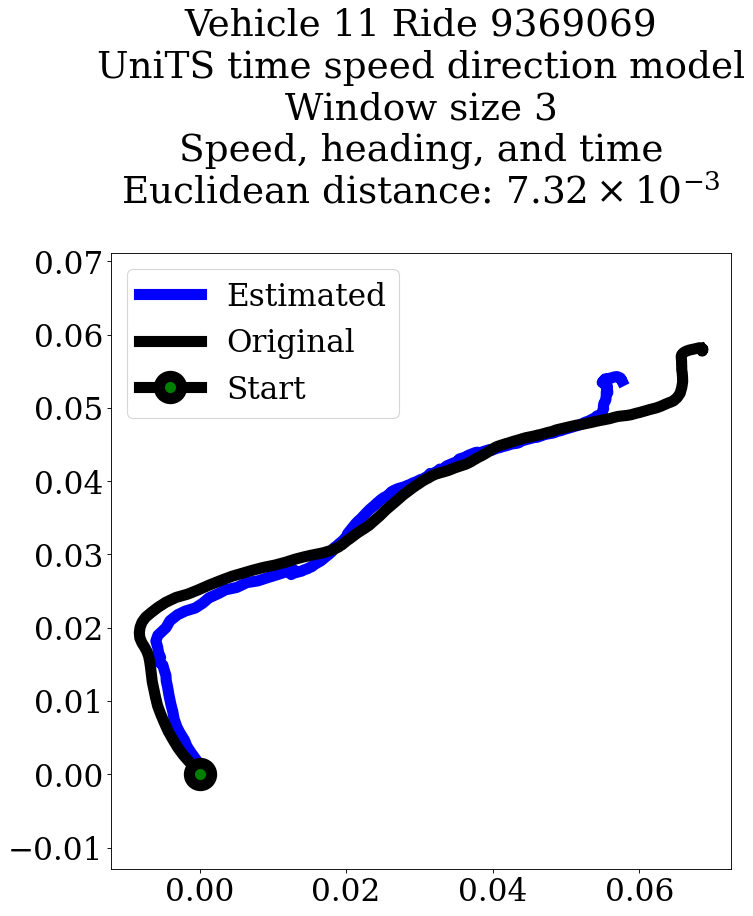 Vehicle 11 Ride 9369069
UniTS time speed direction model
Window size 3
Speed, heading, and time
Euclidean distance: $7.32 \times 10^{-3}$
0.07
0.06
0.05
0.04
0.03
0.02
0.01
0.00
−0.01
Estimated
Original
Start
0.00 0.02 0.04 0.06